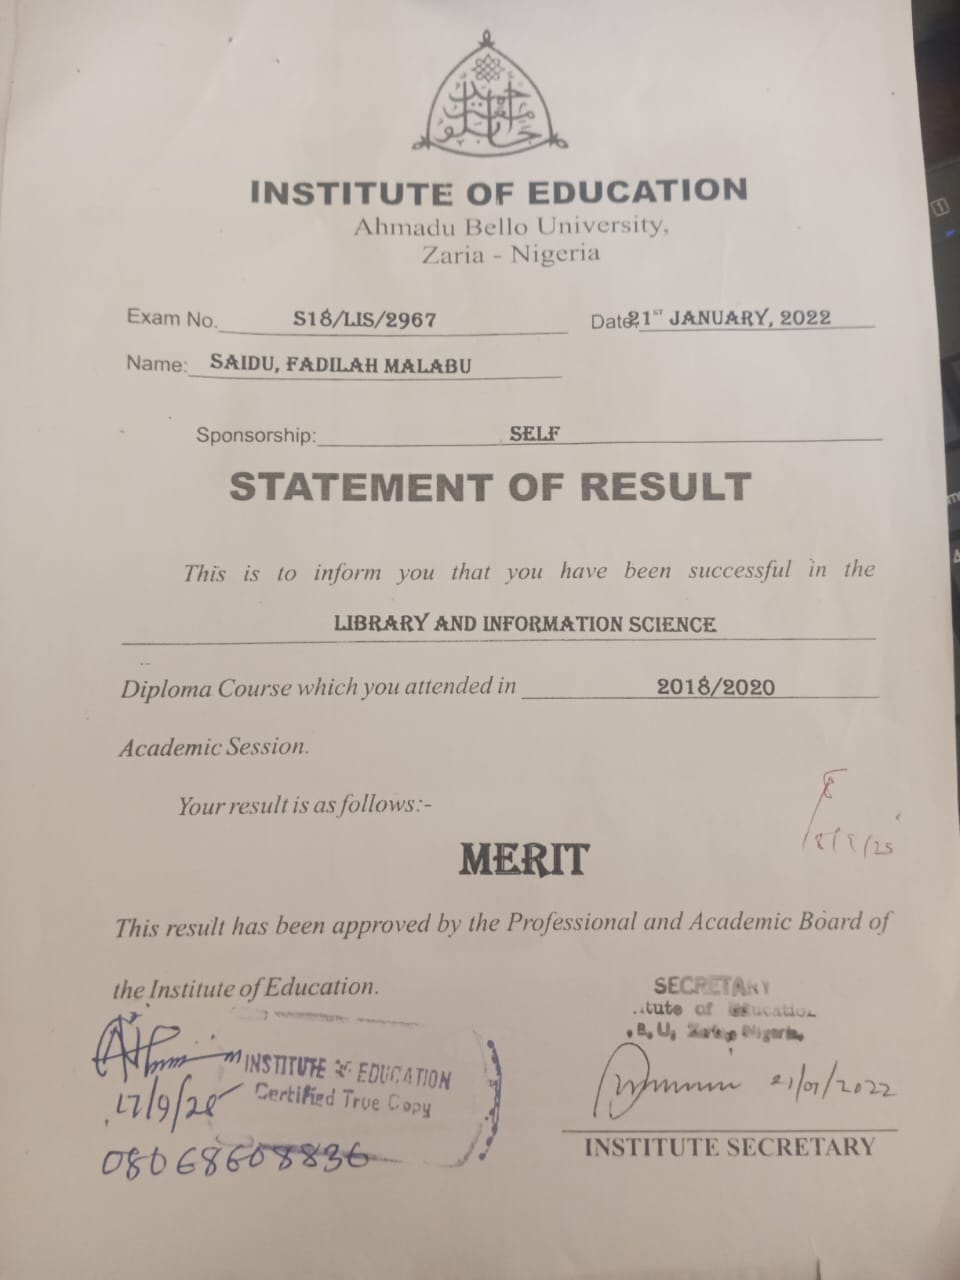 INSTITUTE OF EDUCATION
Ahmadu Bello University,
Zaria - Nigeria
Exam No. S18/LIS/2967 Date: 21ST JANUARY, 2022
Name: SAIDU, FADILAH MALABU
Sponsorship: SELF
STATEMENT OF RESULT
This is to inform you that you have been successful in the
LIBRARY AND INFORMATION SCIENCE
Diploma Course which you attended in 2018/2020
Academic Session.
Your result is as follows:-
MERIT
This result has been approved by the Professional and Academic Board of
the Institute of Education.
SECRETARY
of Education
B. U, Zaria Nigeria.
INSTITUTE OF EDUCATION
Certified True Copy
17/9/25
08068608836
21/01/2022
INSTITUTE SECRETARY